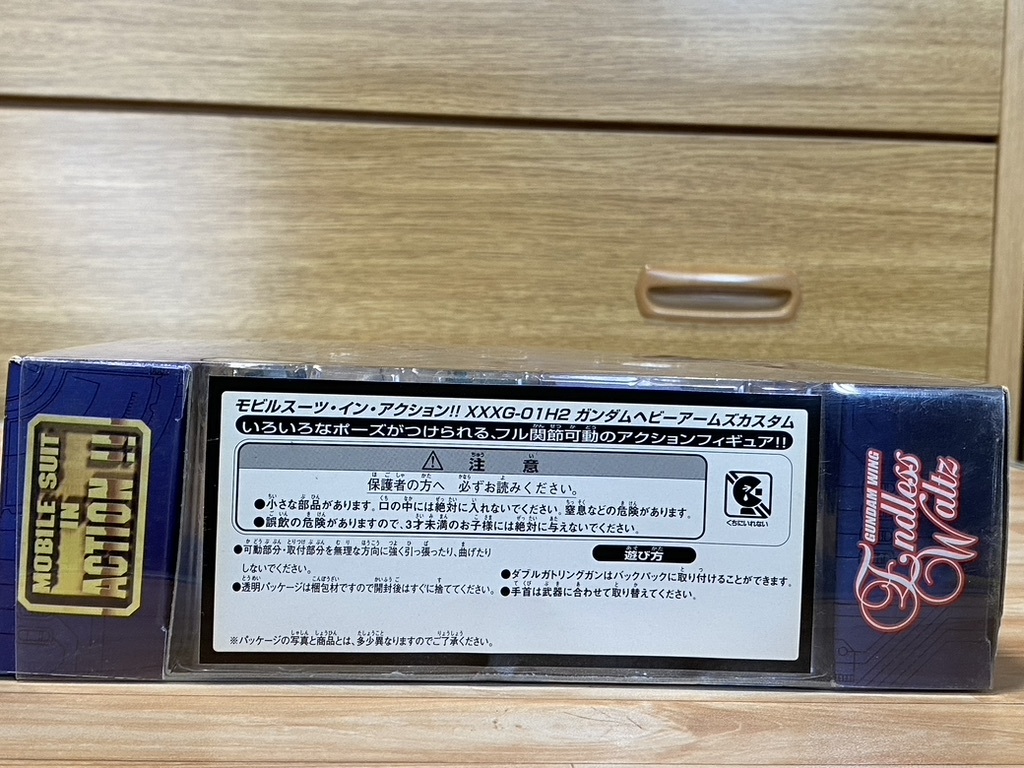 MOBILE SUIT
IN
ACTION!!
モビルスーツ・イン・アクション!! XXXG-01H2 ガンダムヘビーアームズカスタム
いろいろなポーズがつけられる、フル関節可動のアクションフィギュア!!
⚠ 注意
保護者の方へ 必ずお読みください。
●小さな部品があります。口の中には絶対に入れないでください。窒息などの危険があります。
●誤飲の危険がありますので、3才未満のお子様には絶対に与えないでください。
くちにいれない
●可動部分・取付部分を無理な方向に強く引っ張ったり、曲げたり
しないでください。
●透明パッケージは梱包材ですので開封後はすぐに捨ててください。
※パッケージの写真と商品とは、多少異なりますのでご了承ください。
遊び方
●ダブルガトリングガンはバックパックに取り付けることができます。
●手首は武器に合わせて取り替えてください。
GUNDAM WING
Endless
Waltz